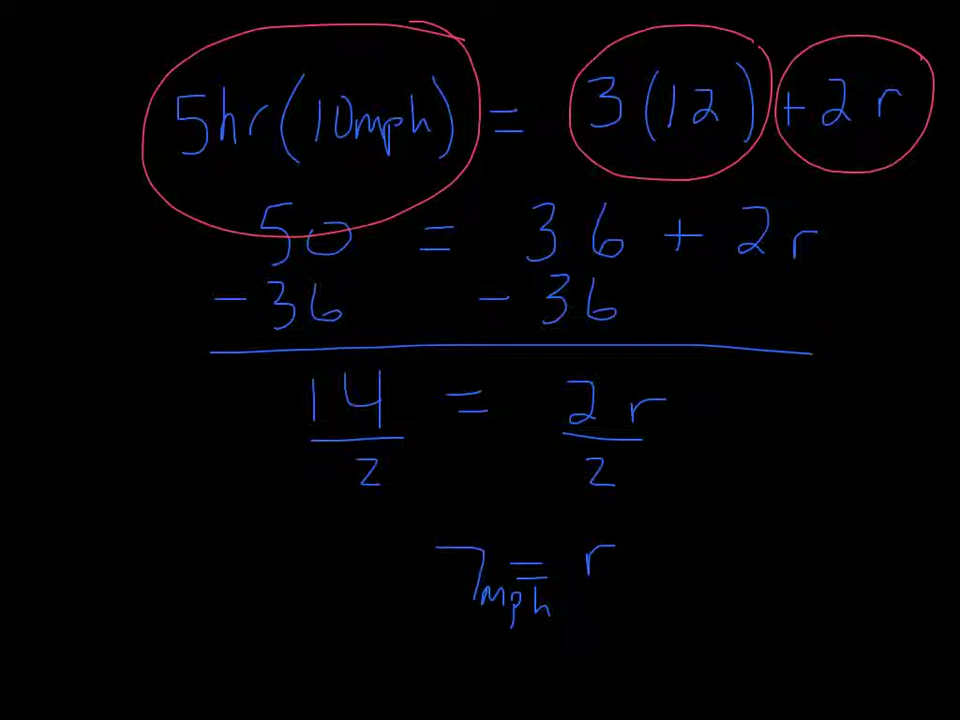 5hr(10mph) = 3(12) + 2r
50 = 36 + 2r
- 36 - 36
14 = 2r
2 2
7mph = r